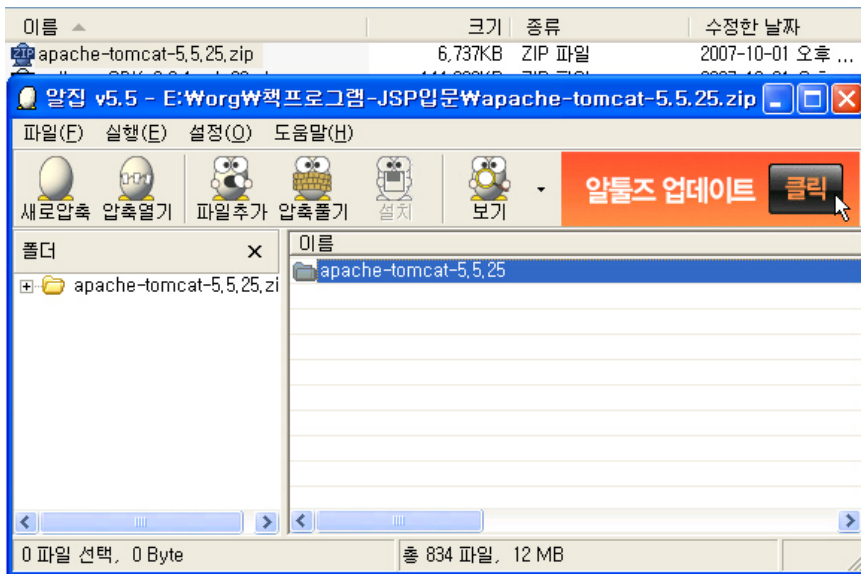 이름 크기 종류 수정한 날짜
ZIP apache-tomcat-5.5.25.zip 6,737KB ZIP 파일 2007-10-01 오후 ...
알집 v5.5 - E:₩org₩책프로그램-JSP입문₩apache-tomcat-5.5.25.zip
파일(F) 실행(E) 설정(O) 도움말(H)
새로압축 압축열기 파일추가 압축풀기 설치 보기 알툴즈 업데이트 클릭
폴더 x 이름
apache-tomcat-5.5.25.zi apache-tomcat-5.5.25
0 파일 선택, 0 Byte 총 834 파일, 12 MB